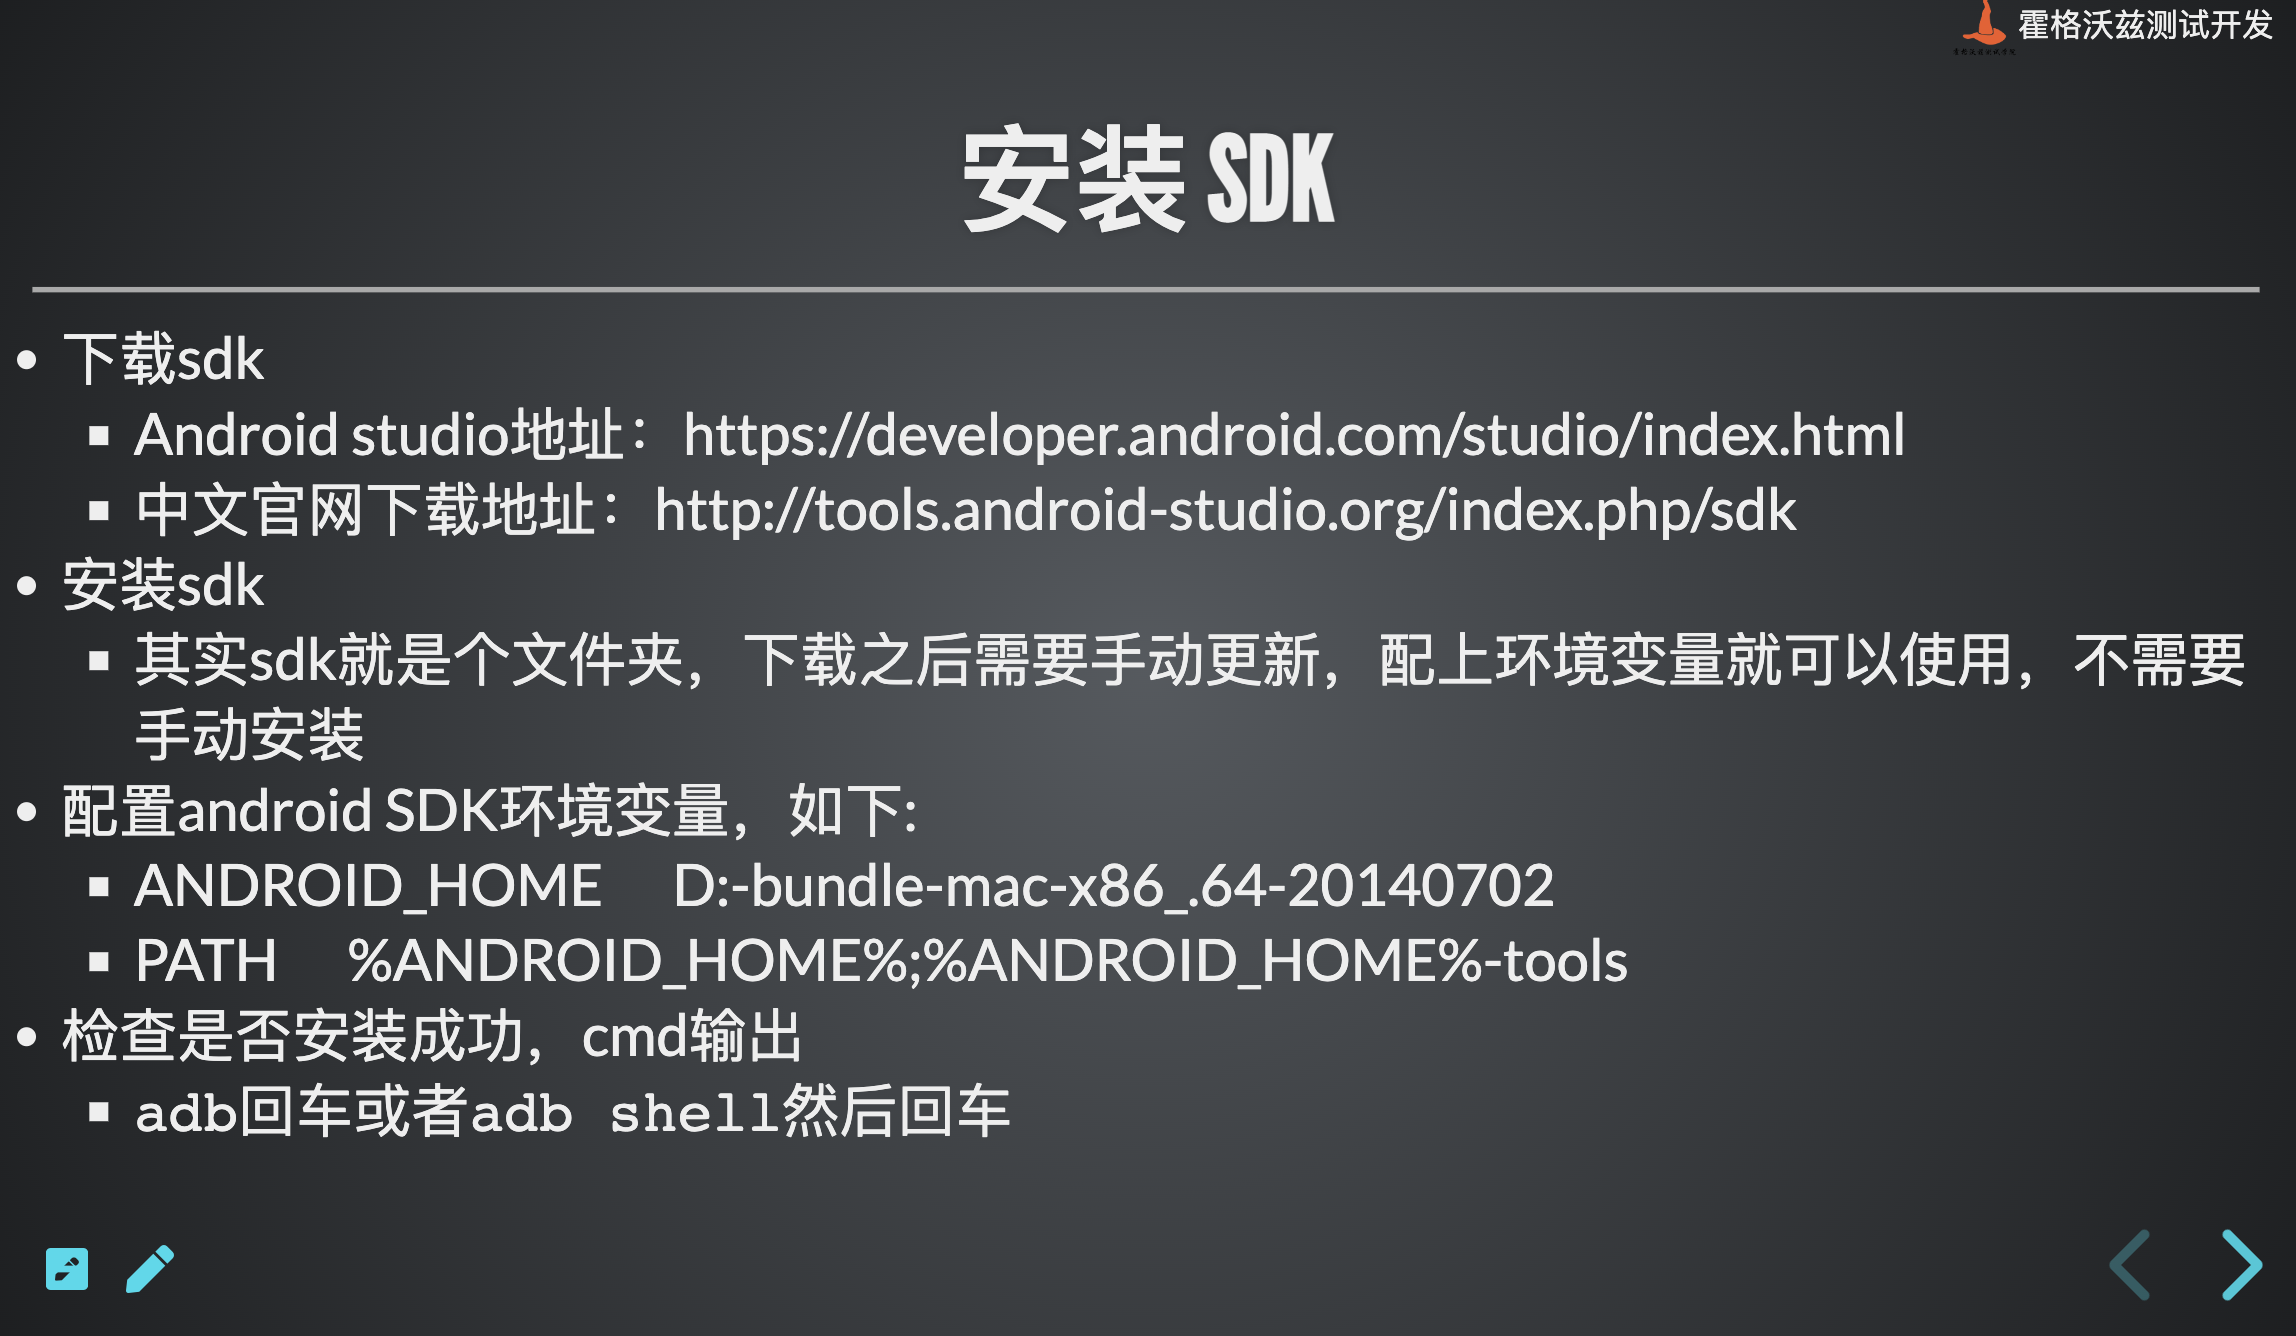 霍格沃兹测试开发
霍格沃兹测试学院
安装 SDK
下载sdk
Android studio地址：https://developer.android.com/studio/index.html
中文官网下载地址：http://tools.android-studio.org/index.php/sdk
安装sdk
其实sdk就是个文件夹，下载之后需要手动更新，配上环境变量就可以使用，不需要
手动安装
配置android SDK环境变量，如下:
ANDROID_HOME D:-bundle-mac-x86_.64-20140702
PATH %ANDROID_HOME%;%ANDROID_HOME%-tools
检查是否安装成功，cmd输出
adb回车或者adb shell然后回车